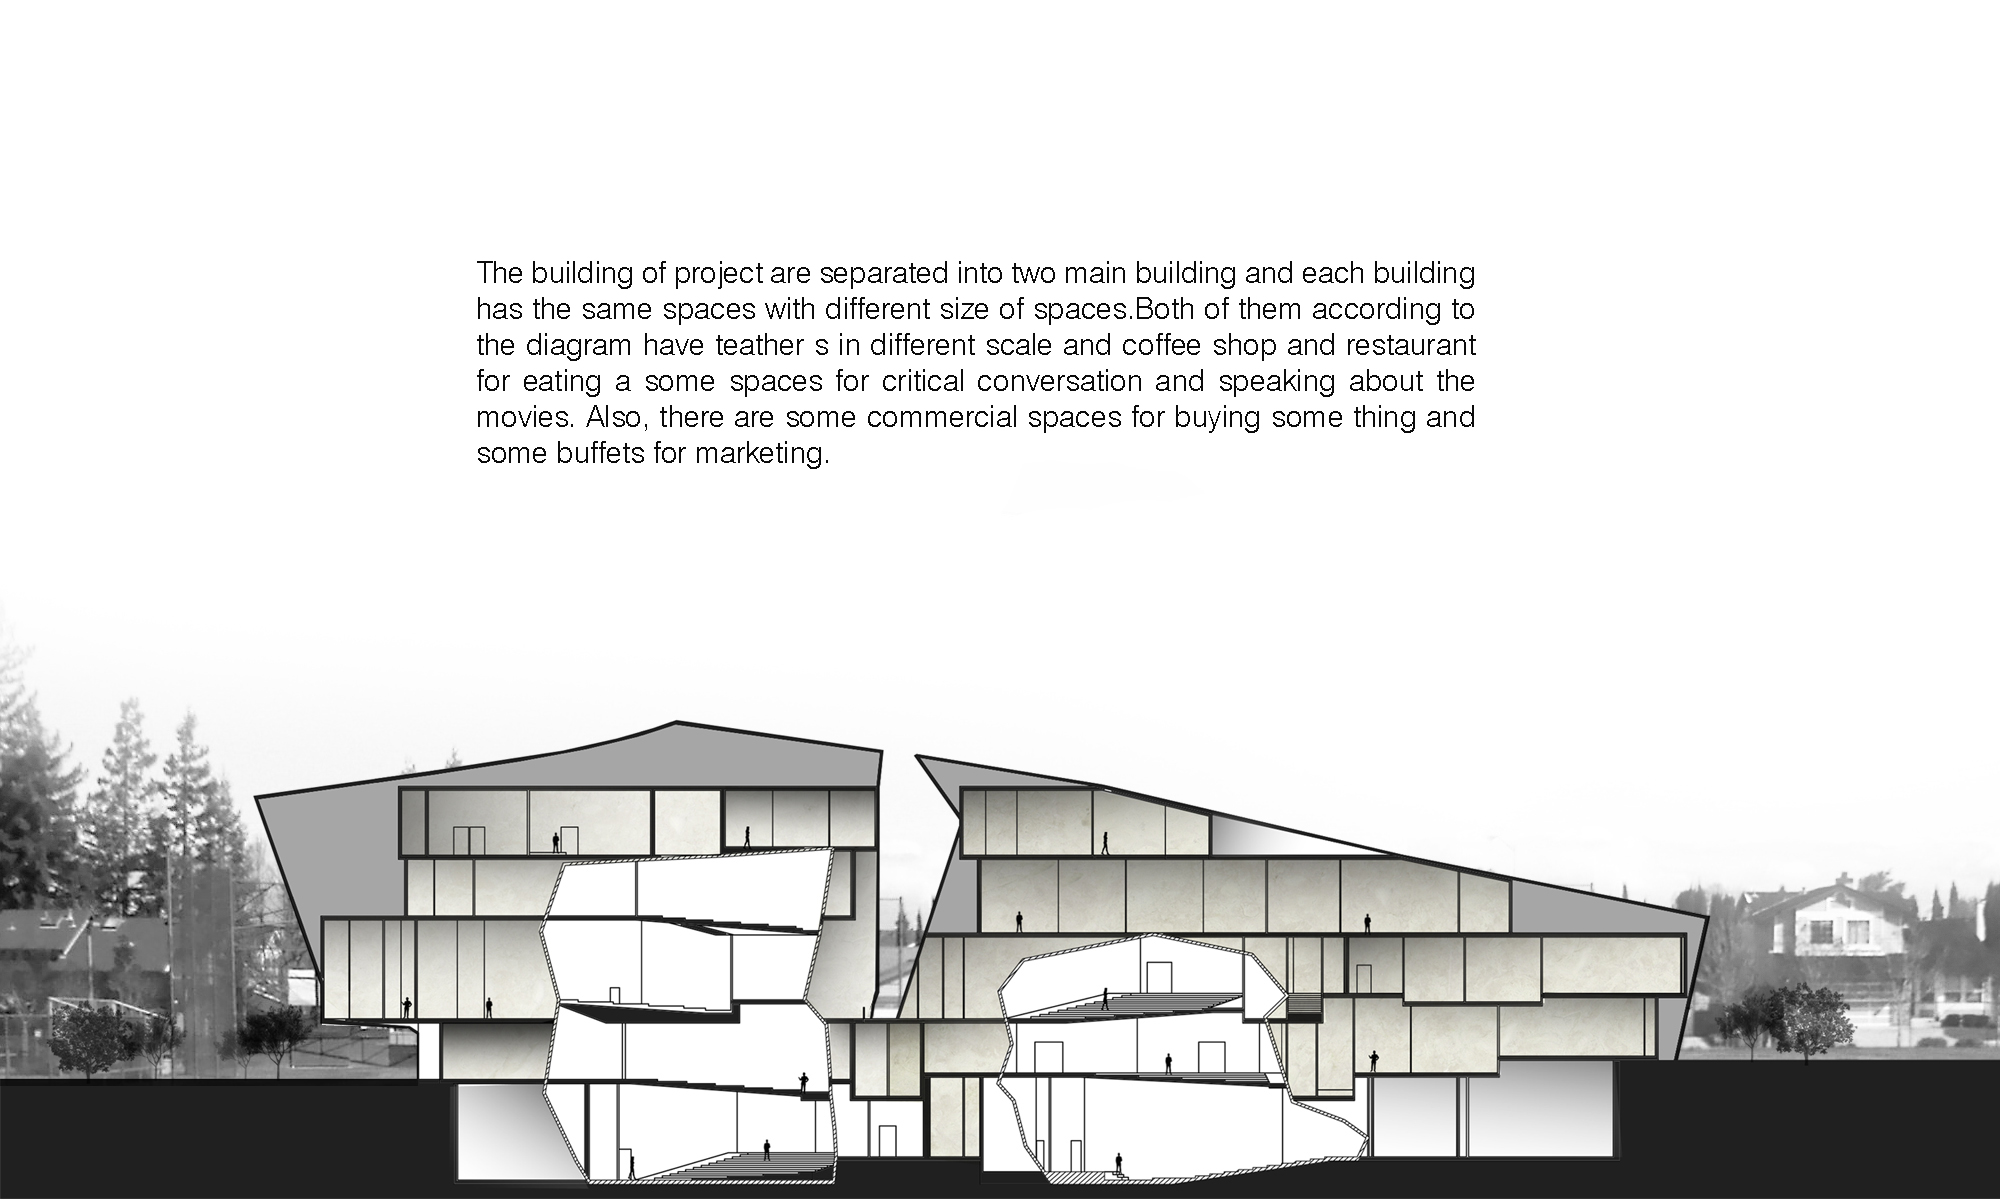 The building of project are separated into two main building and each building
has the same spaces with different size of spaces.Both of them according to
the diagram have teather s in different scale and coffee shop and restaurant
for eating a some spaces for critical conversation and speaking about the
movies. Also, there are some commercial spaces for buying some thing and
some buffets for marketing.